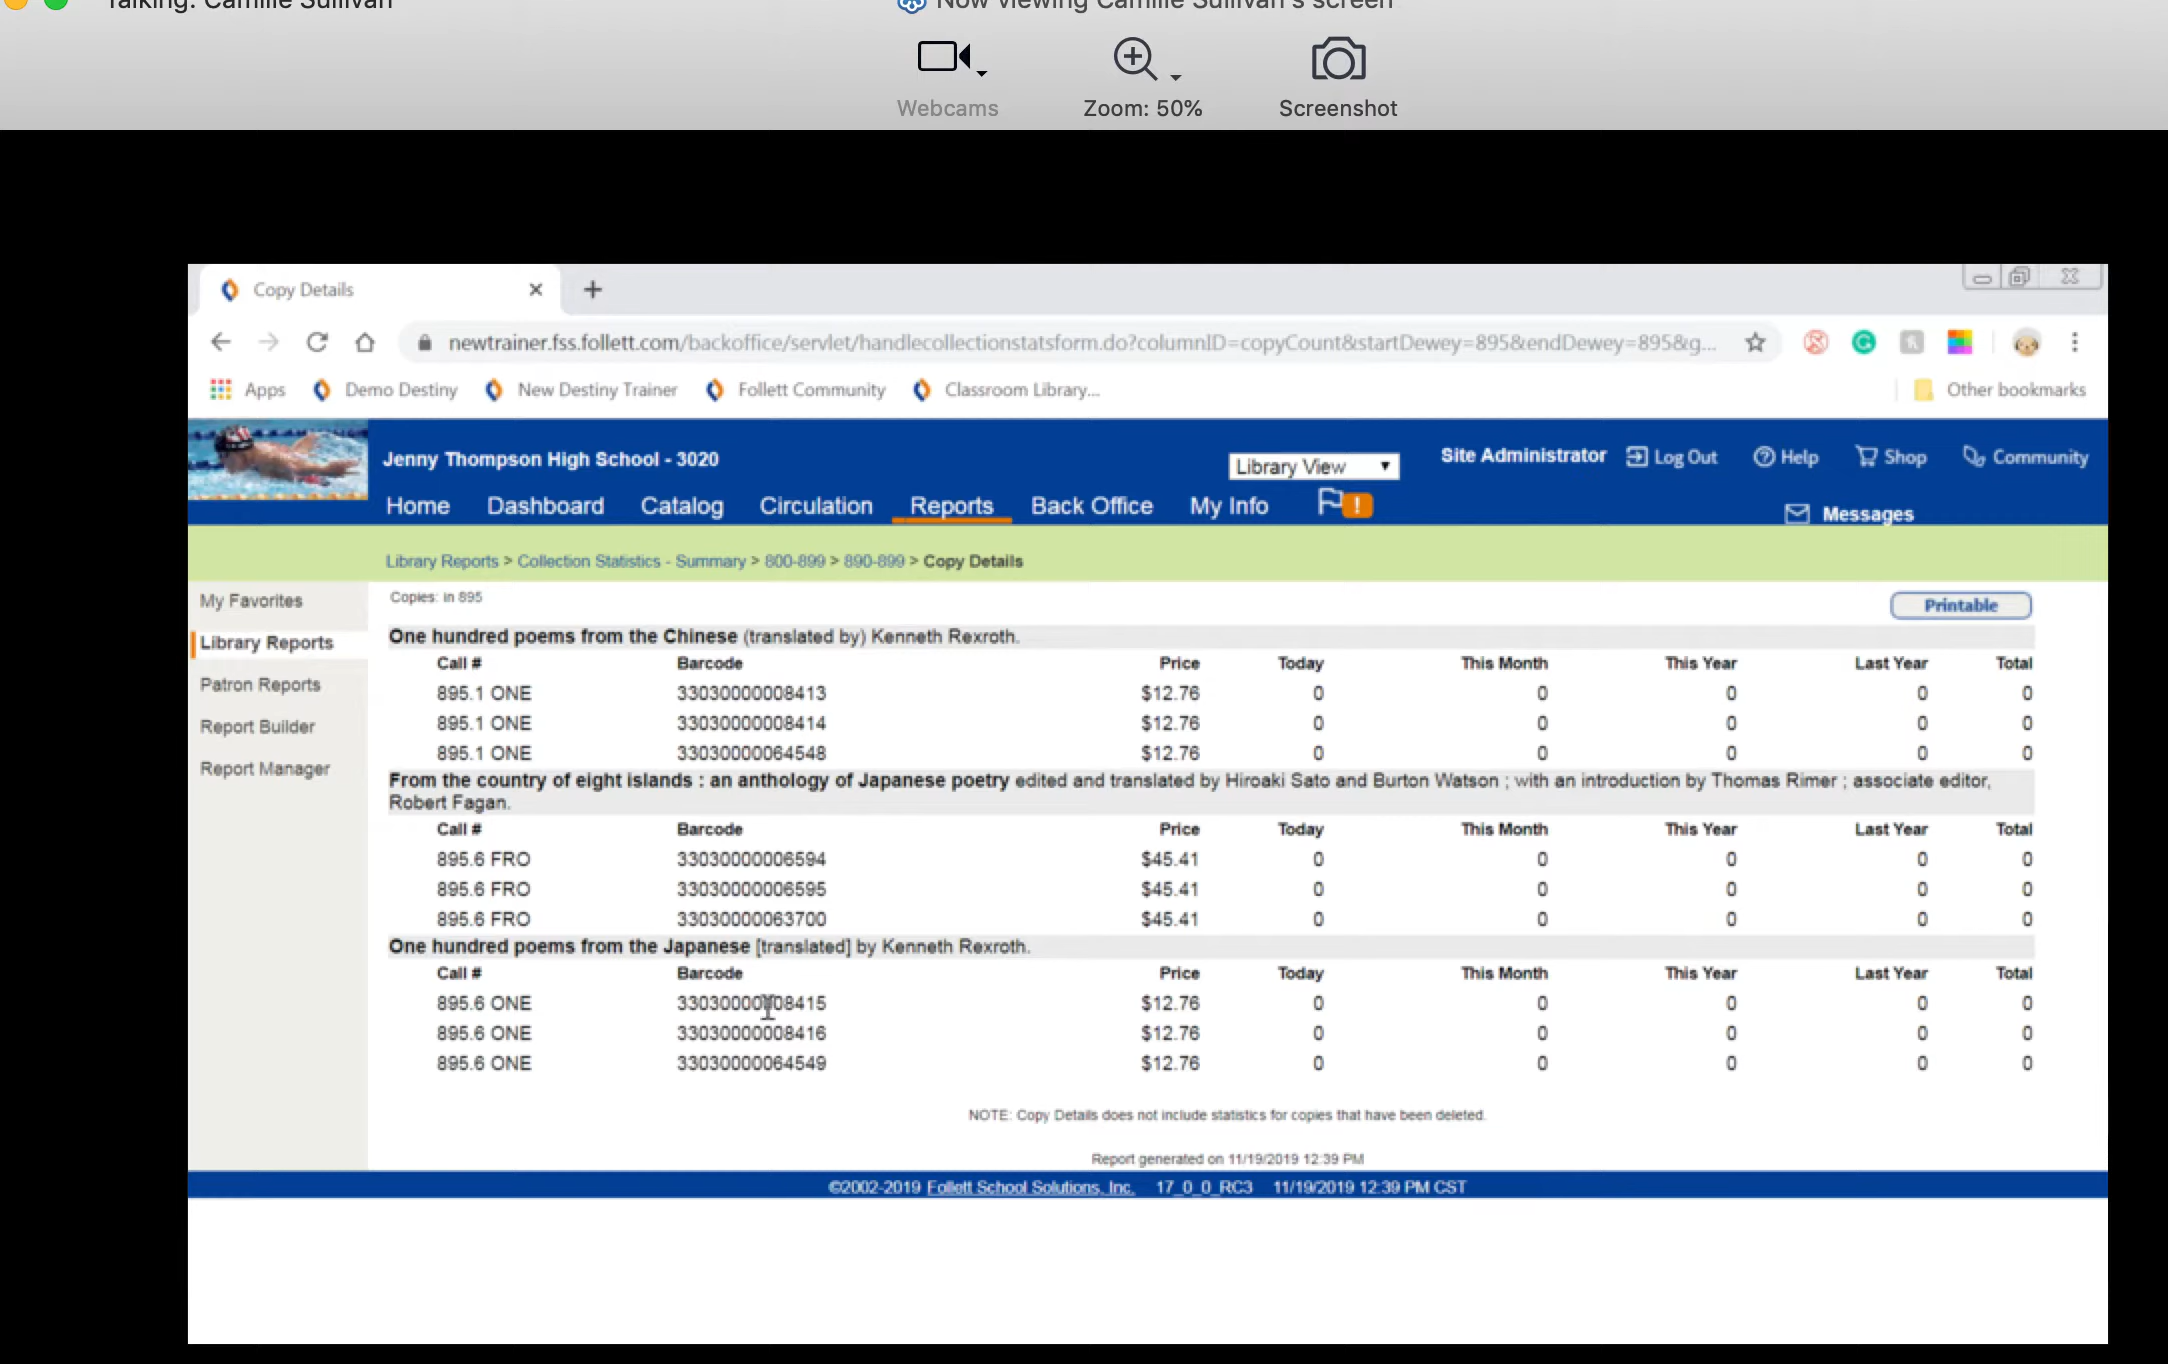 Talking: Camille Sullivan
Now viewing Camille Sullivan's screen
Webcams
Zoom: 50%
Screenshot
Copy Details
newtrainer.fss.follett.com/backoffice/servlet/handlecollectionstatsform.do?columnID=copyCount&startDewey=895&endDewey=895&g...
Apps Demo Destiny New Destiny Trainer Follett Community Classroom Library... Other bookmarks
Jenny Thompson High School - 3020 Library View Site Administrator Log Out Help Shop Community
Home Dashboard Catalog Circulation Reports Back Office My Info ! Messages
Library Reports > Collection Statistics - Summary > 800-899 > 890-899 > Copy Details
My Favorites
Library Reports
Patron Reports
Report Builder
Report Manager
Copies: in 895
Printable
One hundred poems from the Chinese (translated by) Kenneth Rexroth.
Call # Barcode Price Today This Month This Year Last Year Total
895.1 ONE 33030000008413 $12.76 0 0 0 0 0
895.1 ONE 33030000008414 $12.76 0 0 0 0 0
895.1 ONE 33030000064548 $12.76 0 0 0 0 0
From the country of eight islands : an anthology of Japanese poetry edited and translated by Hiroaki Sato and Burton Watson ; with an introduction by Thomas Rimer ; associate editor,
Robert Fagan.
Call # Barcode Price Today This Month This Year Last Year Total
895.6 FRO 33030000006594 $45.41 0 0 0 0 0
895.6 FRO 33030000006595 $45.41 0 0 0 0 0
895.6 FRO 33030000063700 $45.41 0 0 0 0 0
One hundred poems from the Japanese [translated] by Kenneth Rexroth.
Call # Barcode Price Today This Month This Year Last Year Total
895.6 ONE 33030000008415 $12.76 0 0 0 0 0
895.6 ONE 33030000008416 $12.76 0 0 0 0 0
895.6 ONE 33030000064549 $12.76 0 0 0 0 0
NOTE: Copy Details does not include statistics for copies that have been deleted.
Report generated on 11/19/2019 12:39 PM
©2002-2019 Follett School Solutions, Inc. 17_0_0_RC3 11/19/2019 12:39 PM CST